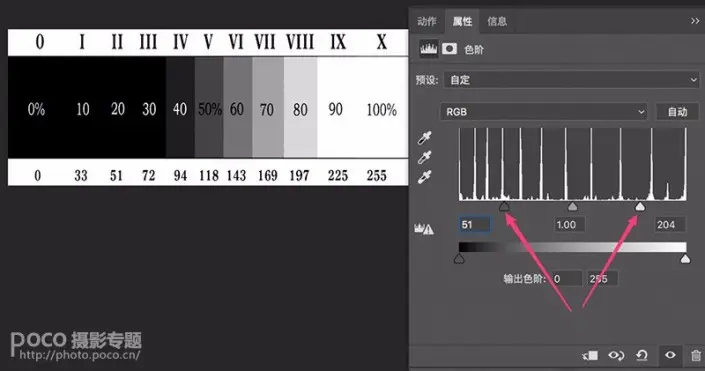 0 I II III IV V VI VII VIII IX X
0% 10 20 30 40 50% 60 70 80 90 100%
0 33 51 72 94 118 143 169 197 225 255
poco 摄影专题
http://photo.poco.cn/
动作 属性 信息
色阶
预设: 自定
RGB 自动
51 1.00 204
输出色阶: 0 255